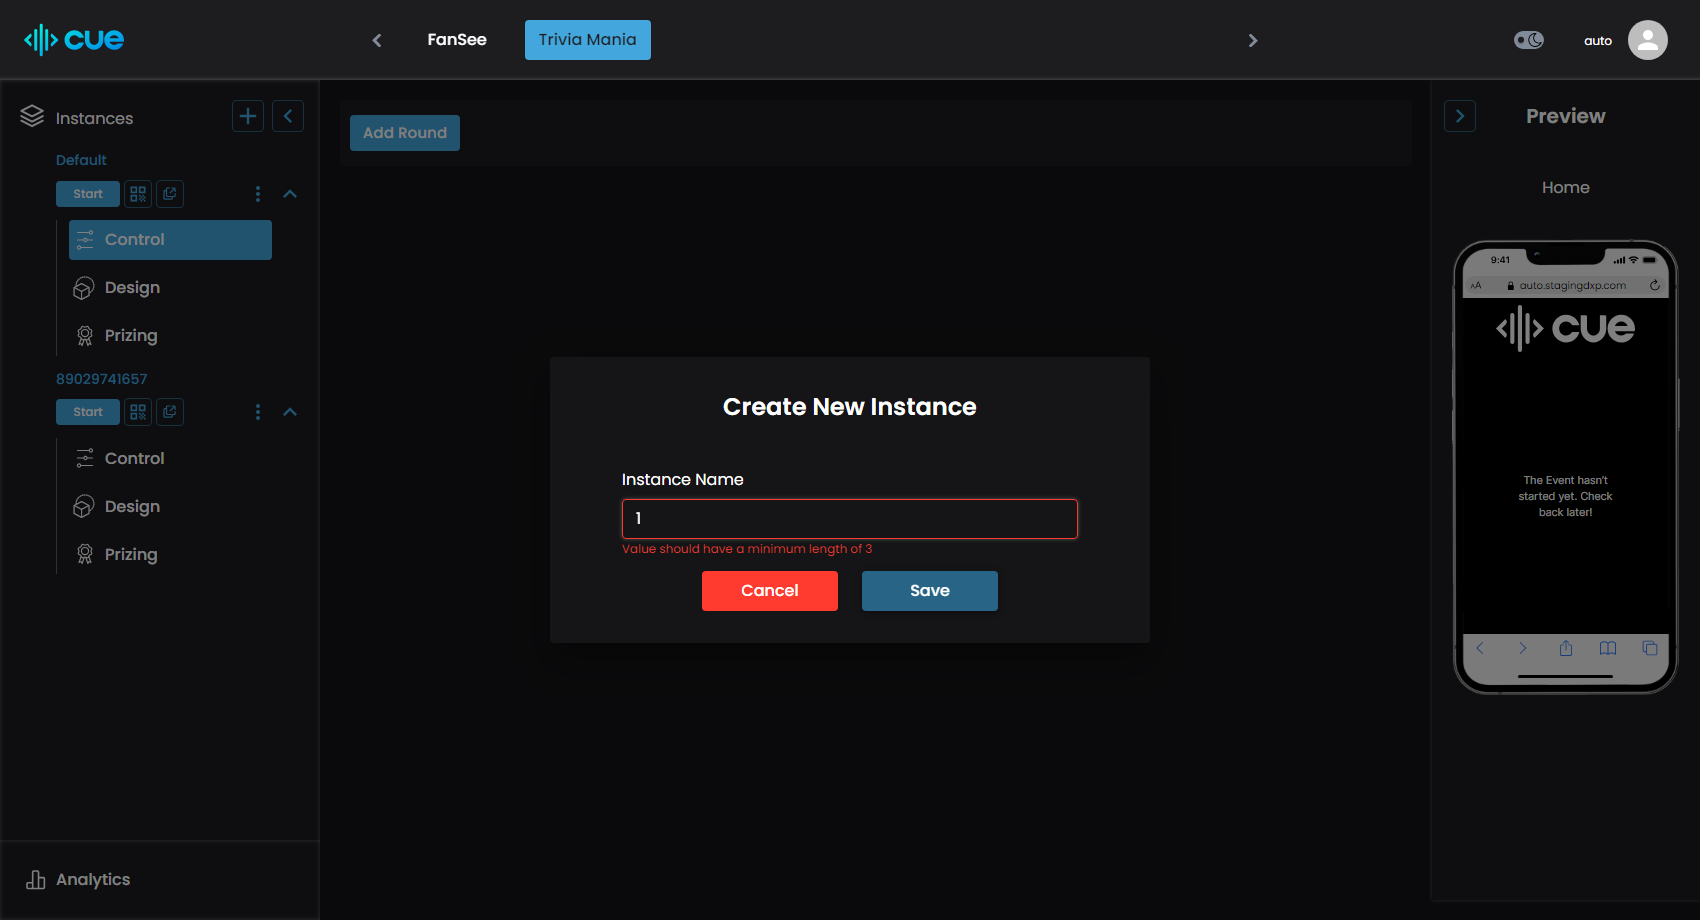 cue
FanSee
Trivia Mania
auto
Instances
Default
Start
Control
Design
Prizing
89029741657
Start
Control
Design
Prizing
Analytics
Add Round
Create New Instance
Instance Name
1
Value should have a minimum length of 3
Cancel
Save
Preview
Home
9:41
AA
auto.stagingdxp.com
cue
The Event hasn't
started yet. Check
back later!